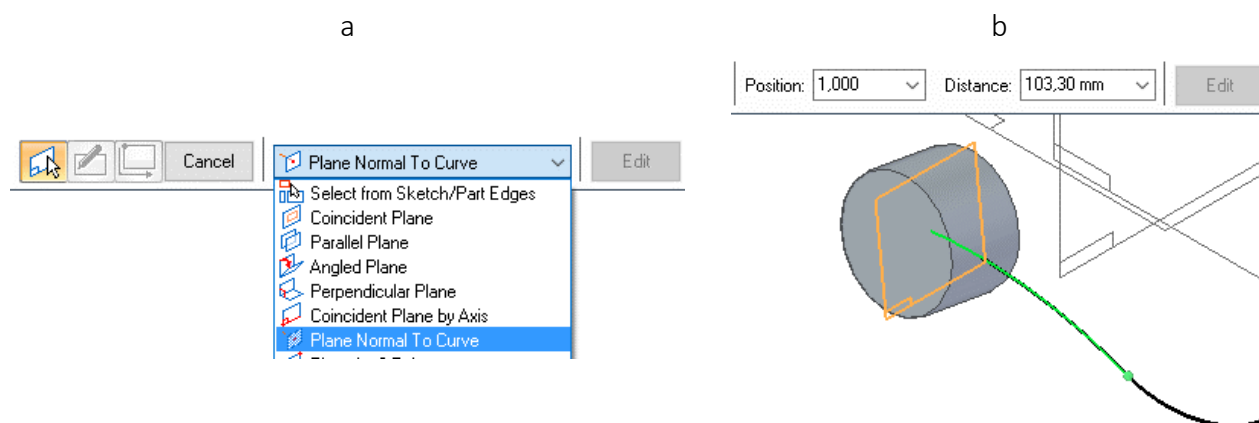 a
b
Position: 1,000 Distance: 103,30 mm Edit
Cancel Plane Normal To Curve Edit
Select from Sketch/Part Edges
Coincident Plane
Parallel Plane
Angled Plane
Perpendicular Plane
Coincident Plane by Axis
Plane Normal To Curve